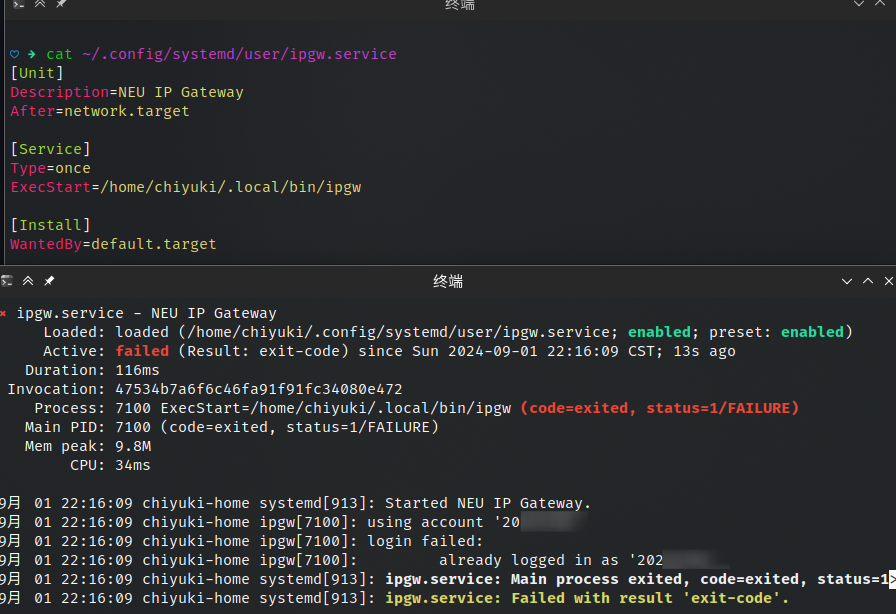 终端
♡ → cat ~/.config/systemd/user/ipgw.service
[Unit]
Description=NEU IP Gateway
After=network.target
[Service]
Type=once
ExecStart=/home/chiyuki/.local/bin/ipgw
[Install]
WantedBy=default.target
终端
× ipgw.service - NEU IP Gateway
Loaded: loaded (/home/chiyuki/.config/systemd/user/ipgw.service; enabled; preset: enabled)
Active: failed (Result: exit-code) since Sun 2024-09-01 22:16:09 CST; 13s ago
Duration: 116ms
Invocation: 47534b7a6f6c46fa91f91fc34080e472
Process: 7100 ExecStart=/home/chiyuki/.local/bin/ipgw (code=exited, status=1/FAILURE)
Main PID: 7100 (code=exited, status=1/FAILURE)
Mem peak: 9.8M
CPU: 34ms
9月 01 22:16:09 chiyuki-home systemd[913]: Started NEU IP Gateway.
9月 01 22:16:09 chiyuki-home ipgw[7100]: using account '20
9月 01 22:16:09 chiyuki-home ipgw[7100]: login failed:
9月 01 22:16:09 chiyuki-home ipgw[7100]: already logged in as '202
9月 01 22:16:09 chiyuki-home systemd[913]: ipgw.service: Main process exited, code=exited, status=1>
9月 01 22:16:09 chiyuki-home systemd[913]: ipgw.service: Failed with result 'exit-code'.